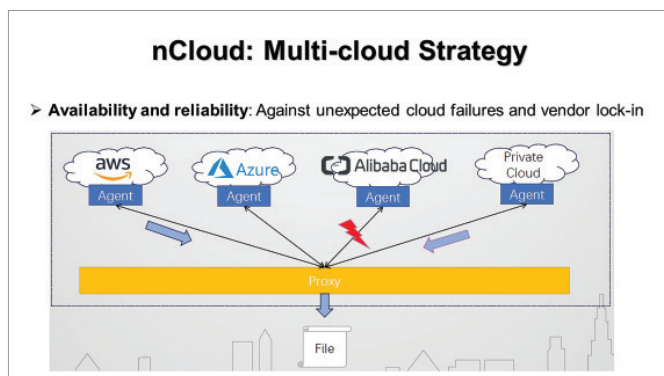 nCloud: Multi-cloud Strategy
➤ Availability and reliability: Against unexpected cloud failures and vendor lock-in
aws
Azure
Alibaba Cloud
Private
Cloud
Agent
Agent
Agent
Agent
Proxy
File